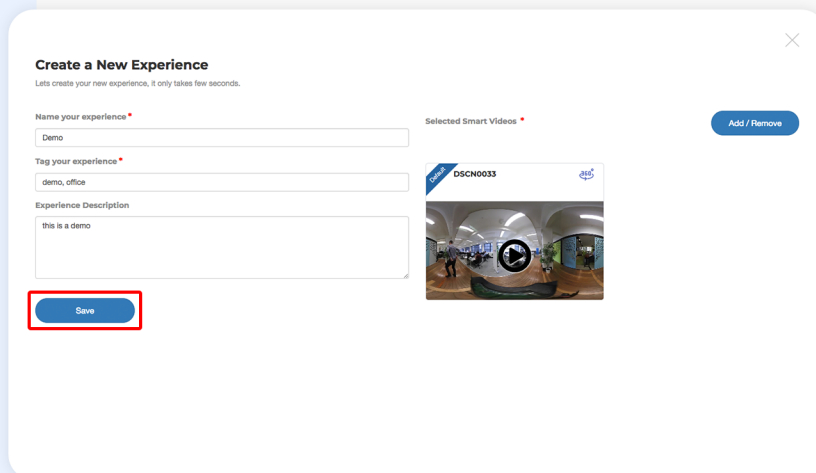 Create a New Experience
Lets create your new experience, it only takes few seconds.
Name your experience *
Demo
Tag your experience *
demo, office
Experience Description
this is a demo
Save
Selected Smart Videos *
Add / Remove
Default
DSCN0033
360°